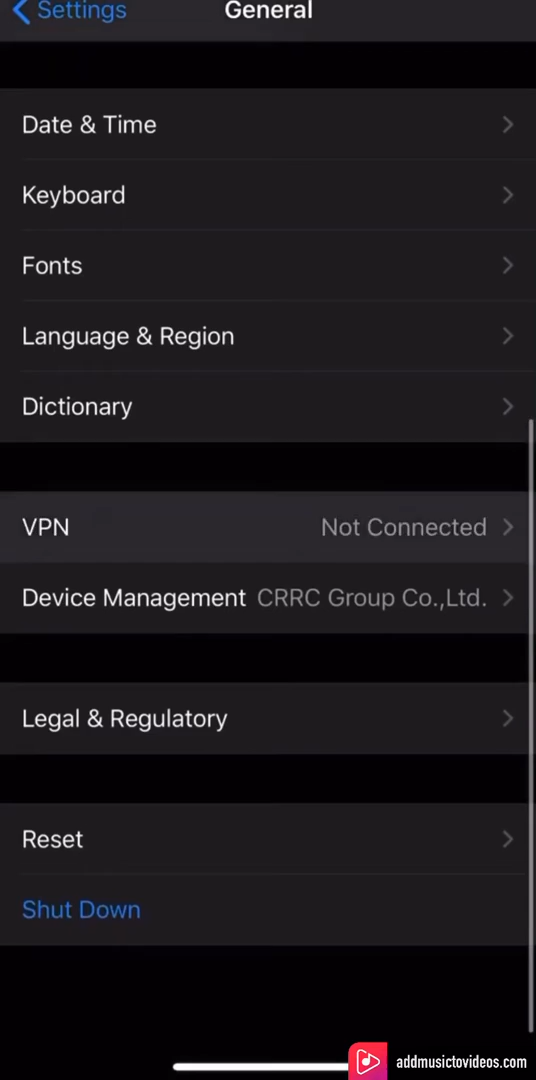 Settings
General
Date & Time
Keyboard
Fonts
Language & Region
Dictionary
VPN Not Connected
Device Management CRRC Group Co.,Ltd.
Legal & Regulatory
Reset
Shut Down
addmusictovideos.com